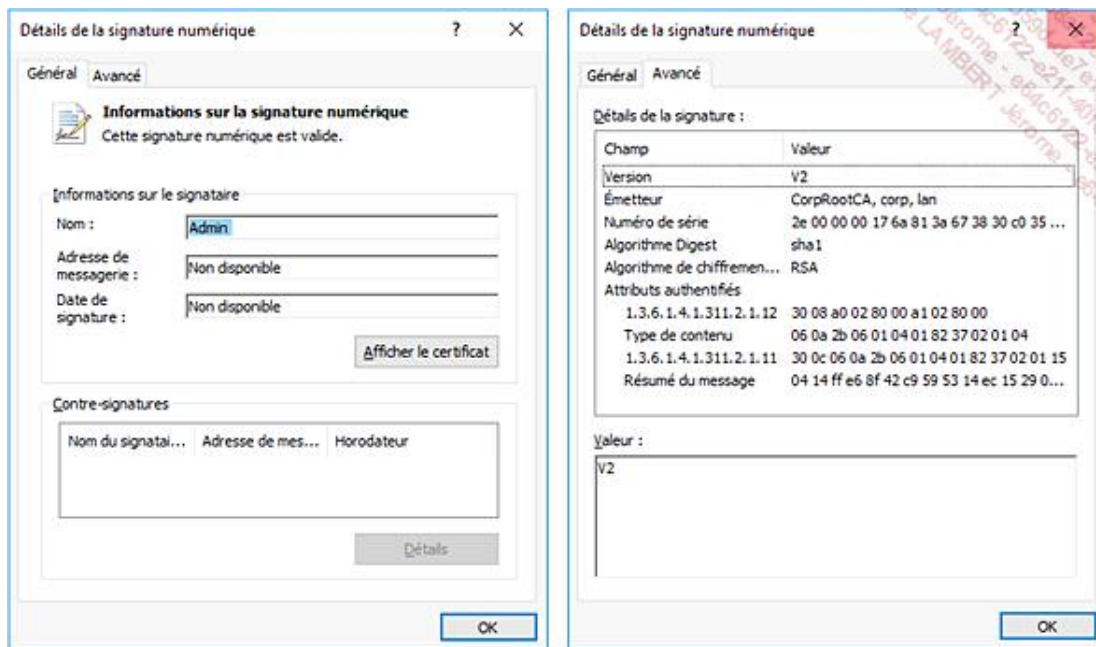 Détails de la signature numérique ? ✕
Général Avancé
Informations sur la signature numérique
Cette signature numérique est valide.
Informations sur le signataire
Nom :
Admin
Adresse de
messagerie :
Non disponible
Date de
signature :
Non disponible
Afficher le certificat
Contre-signatures
Nom du signatai... Adresse de mes... Horodateur
Détails
OK
Détails de la signature numérique ? ✕
Général Avancé
Détails de la signature :
Champ Valeur
Version V2
Émetteur CorpRootCA, corp, lan
Numéro de série 2e 00 00 00 17 6a 81 3a 67 38 30 c0 35 ...
Algorithme Digest sha1
Algorithme de chiffremen... RSA
Attributs authentifiés
1.3.6.1.4.1.311.2.1.12 30 08 a0 02 80 00 a1 02 80 00
Type de contenu 06 0a 2b 06 01 04 01 82 37 02 01 04
1.3.6.1.4.1.311.2.1.11 30 0c 06 0a 2b 06 01 04 01 82 37 02 01 15
Résumé du message 04 14 ff e6 8f 42 c9 59 53 14 ec 15 29 0...
Valeur :
V2
OK
LAMBERT Jérome